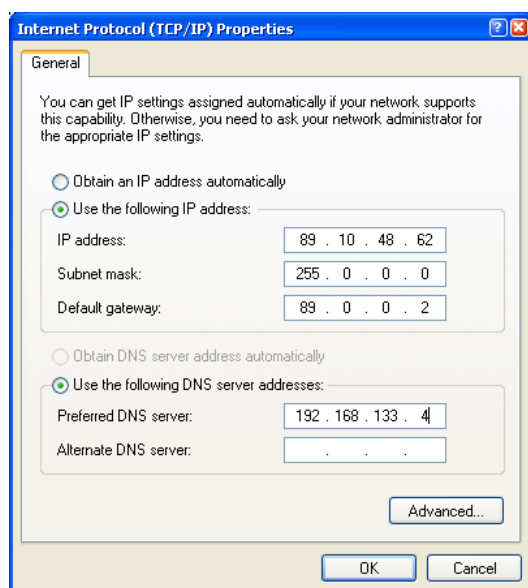 Internet Protocol (TCP/IP) Properties
General
You can get IP settings assigned automatically if your network supports
this capability. Otherwise, you need to ask your network administrator for
the appropriate IP settings.
Obtain an IP address automatically
Use the following IP address:
IP address: 89 . 10 . 48 . 62
Subnet mask: 255 . 0 . 0 . 0
Default gateway: 89 . 0 . 0 . 2
Obtain DNS server address automatically
Use the following DNS server addresses:
Preferred DNS server: 192 . 168 . 133 . 4
Alternate DNS server: . . .
Advanced...
OK Cancel